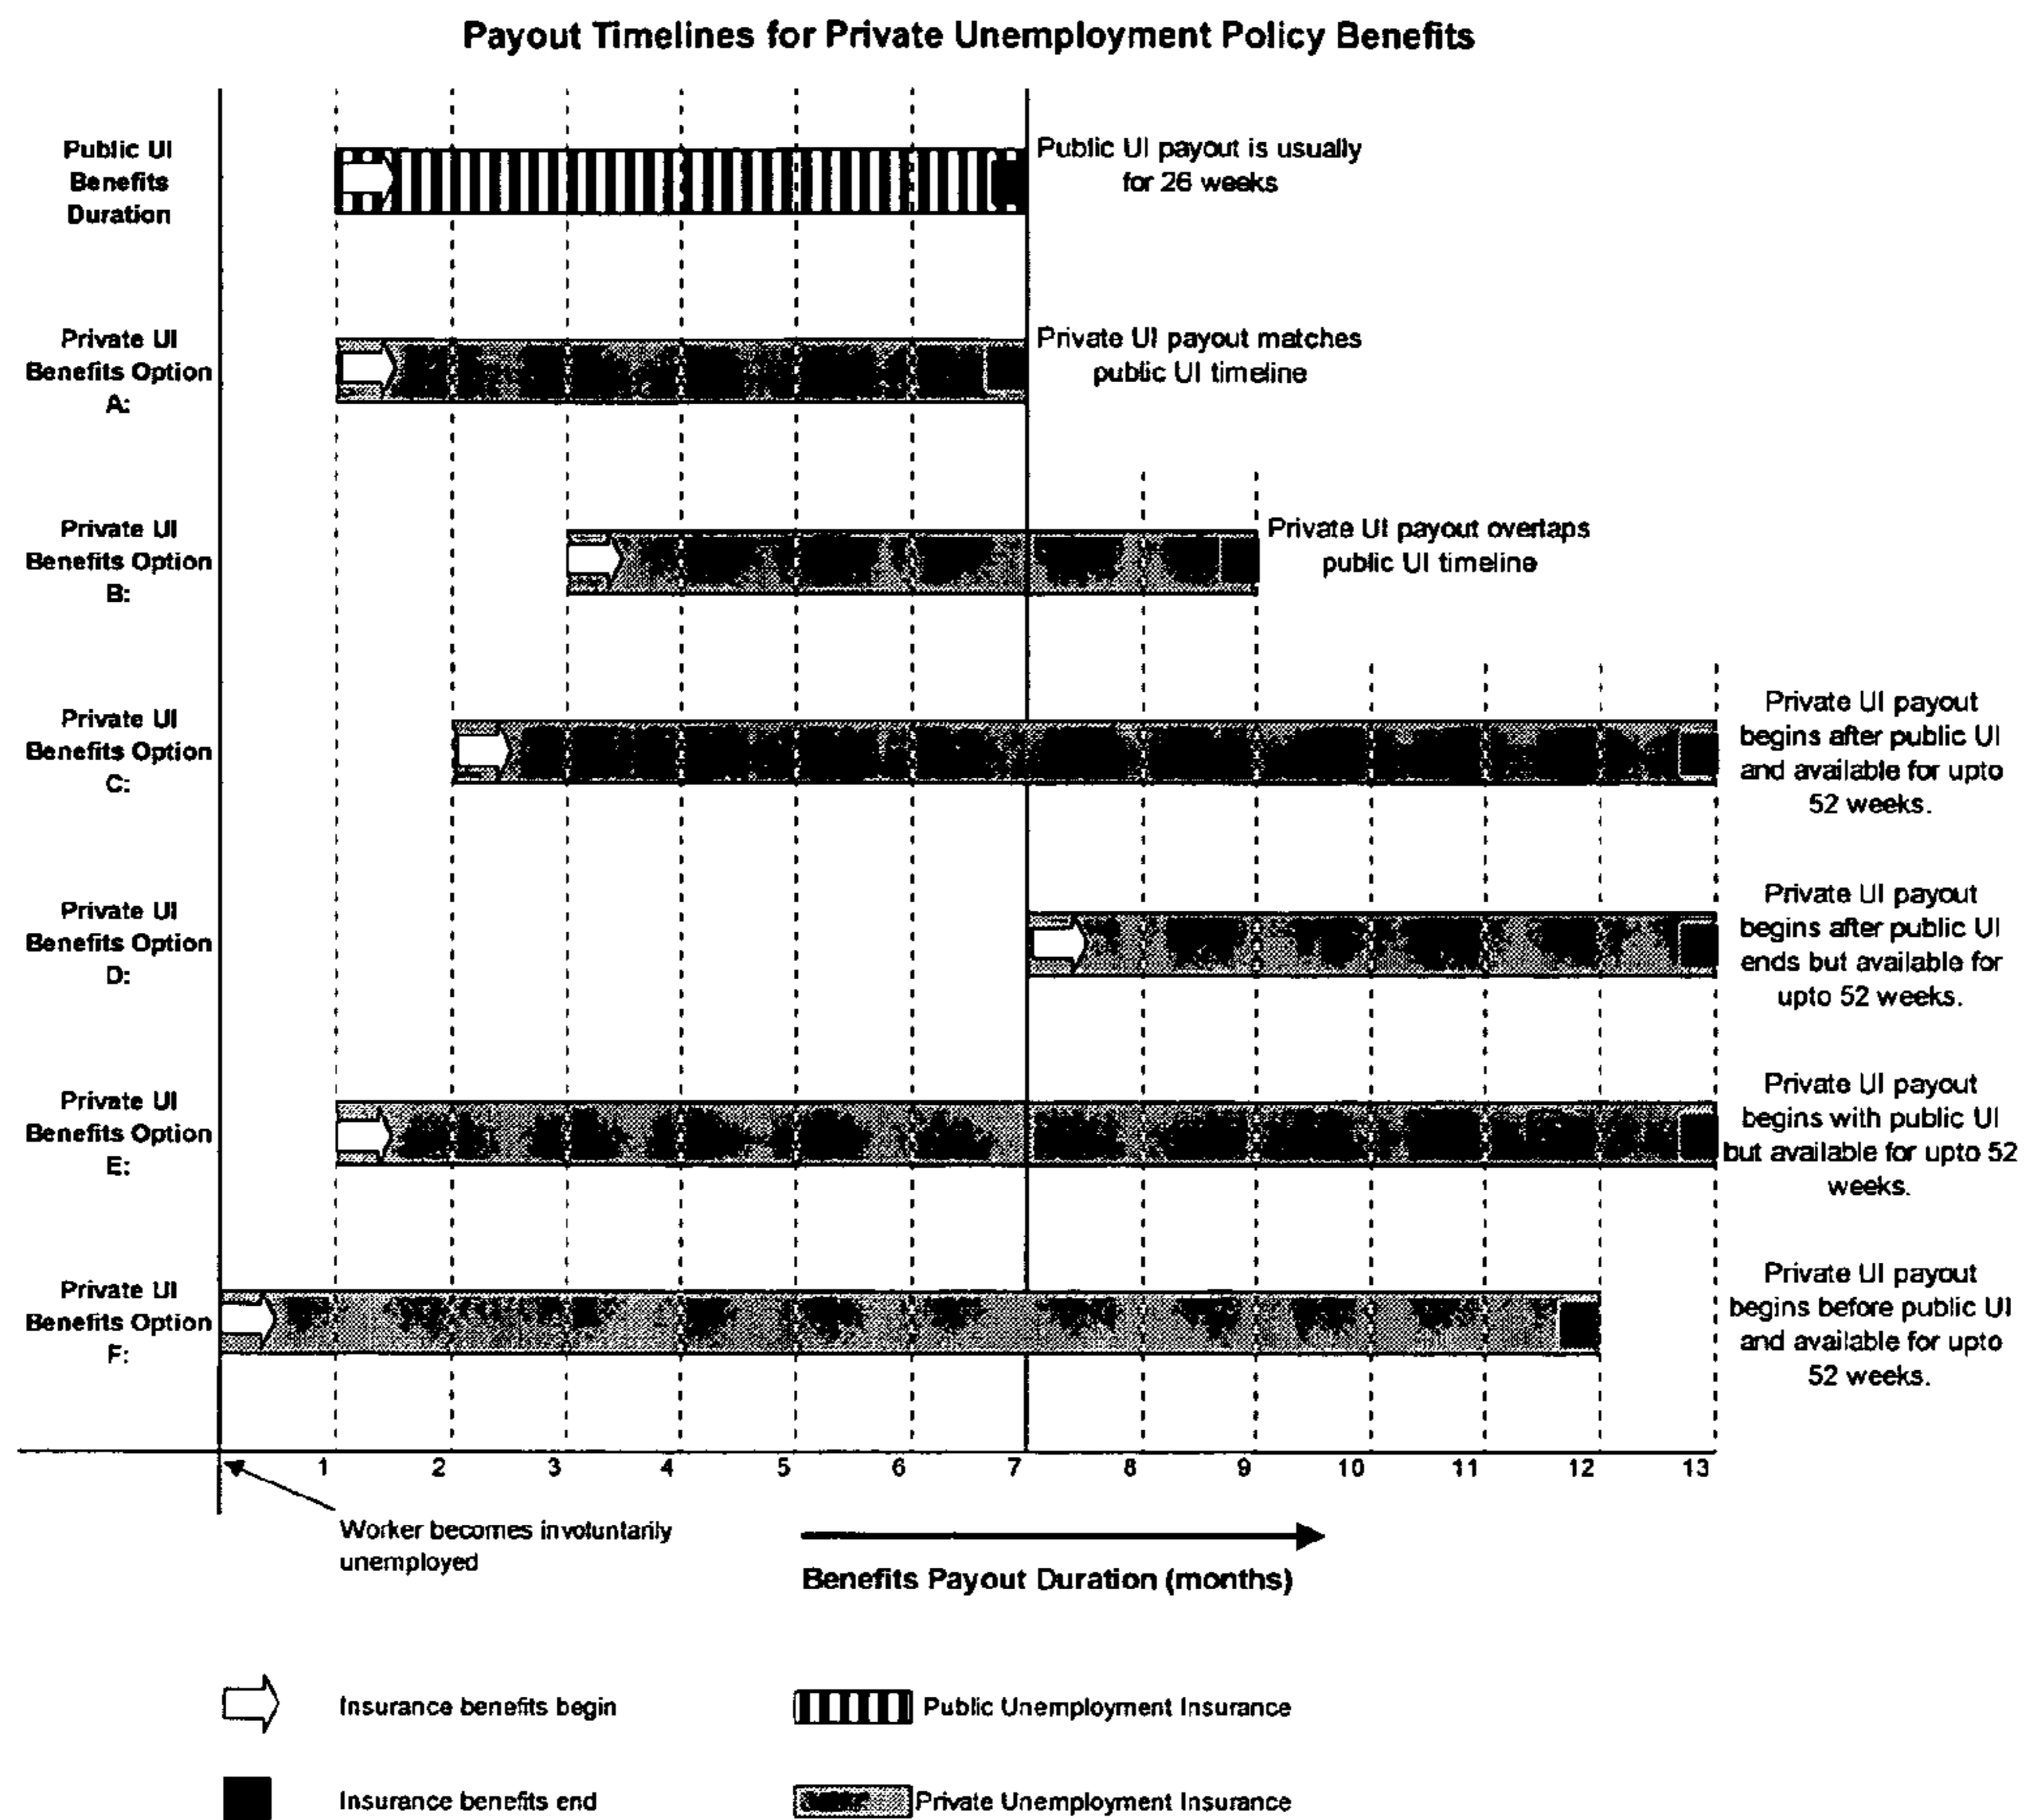 Payout Timelines for Private Unemployment Policy Benefits
Public UI
Benefits
Duration
Public UI payout is usually
for 26 weeks
Private UI
Benefits Option
A:
Private UI payout matches
public UI timeline
Private UI
Benefits Option
B:
Private UI payout overlaps
public UI timeline
Private UI
Benefits Option
C:
Private UI payout
begins after public UI
and available for upto
52 weeks.
Private UI
Benefits Option
D:
Private UI payout
begins after public UI
ends but available for
upto 52 weeks.
Private UI
Benefits Option
E:
Private UI payout
begins with public UI
but available for upto 52
weeks.
Private UI
Benefits Option
F:
Private UI payout
begins before public UI
and available for upto
52 weeks.
1 2 3 4 5 6 7 8 9 10 11 12 13
Worker becomes involuntarily
unemployed
Benefits Payout Duration (months)
Insurance benefits begin
Public Unemployment Insurance
Insurance benefits end
Private Unemployment Insurance